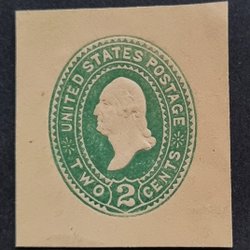 UNITED STATES POSTAGE
TWO 2 CENTS